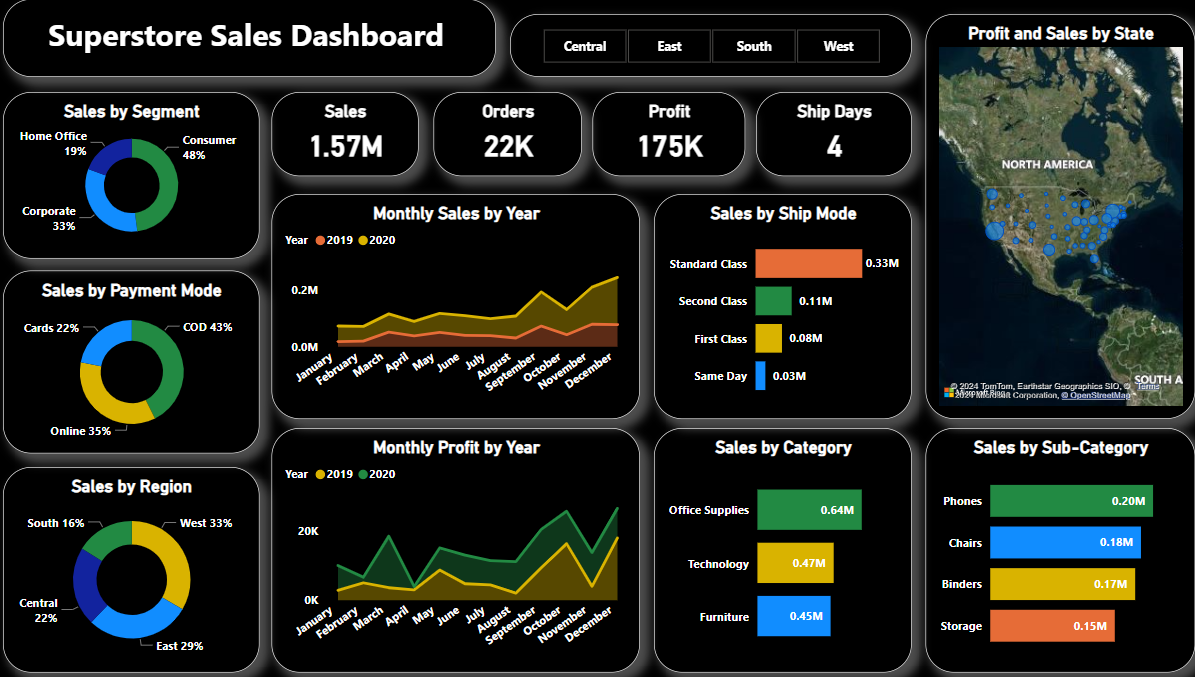 Superstore Sales Dashboard
Central East South West
Profit and Sales by State
NORTH AMERICA
SOUTH A
© 2024 TomTom, Earthstar Geographics SIO, © Terms
Microsoft Corporation, © OpenStreetMap
Sales by Segment
Home Office
19%
Consumer
48%
Corporate
33%
Sales
1.57M
Orders
22K
Profit
175K
Ship Days
4
Sales by Payment Mode
Cards 22%
COD 43%
Online 35%
Monthly Sales by Year
Year 2019 2020
0.2M
0.0M
January February March April May June July August September October November December
Sales by Ship Mode
Standard Class 0.33M
Second Class 0.11M
First Class 0.08M
Same Day 0.03M
Sales by Region
South 16%
West 33%
Central
22%
East 29%
Monthly Profit by Year
Year 2019 2020
20K
0K
January February March April May June July August September October November December
Sales by Category
Office Supplies 0.64M
Technology 0.47M
Furniture 0.45M
Sales by Sub-Category
Phones 0.20M
Chairs 0.18M
Binders 0.17M
Storage 0.15M